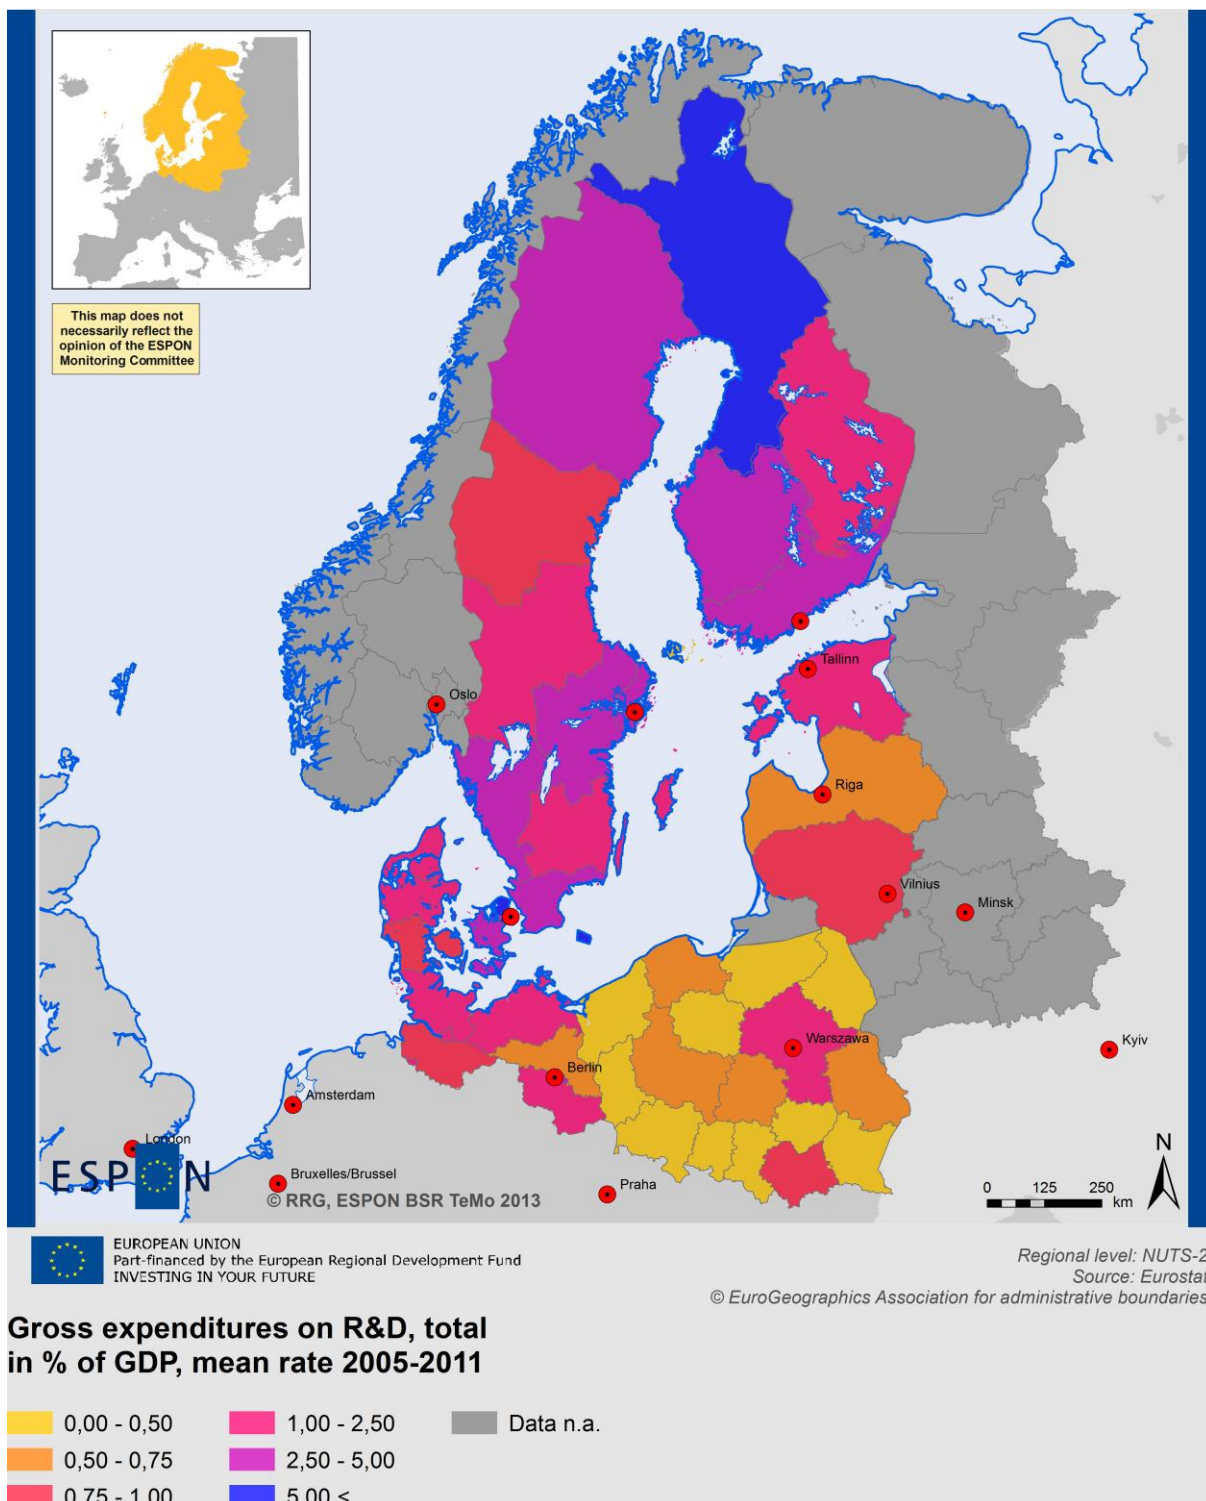 This map does not
necessarily reflect the
opinion of the ESPON
Monitoring Committee
Oslo
Tallinn
Riga
Vilnius
Minsk
Warszawa
Kyiv
Berlin
Amsterdam
London
Bruxelles/Brussel
Praha
ESPON
© RRG, ESPON BSR TeMo 2013
N
0 125 250
km
EUROPEAN UNION
Part-financed by the European Regional Development Fund
INVESTING IN YOUR FUTURE
Regional level: NUTS-2
Source: Eurostat
© EuroGeographics Association for administrative boundaries
Gross expenditures on R&D, total
in % of GDP, mean rate 2005-2011
0,00 - 0,50
0,50 - 0,75
0,75 - 1,00
1,00 - 2,50
2,50 - 5,00
5,00 <
Data n.a.